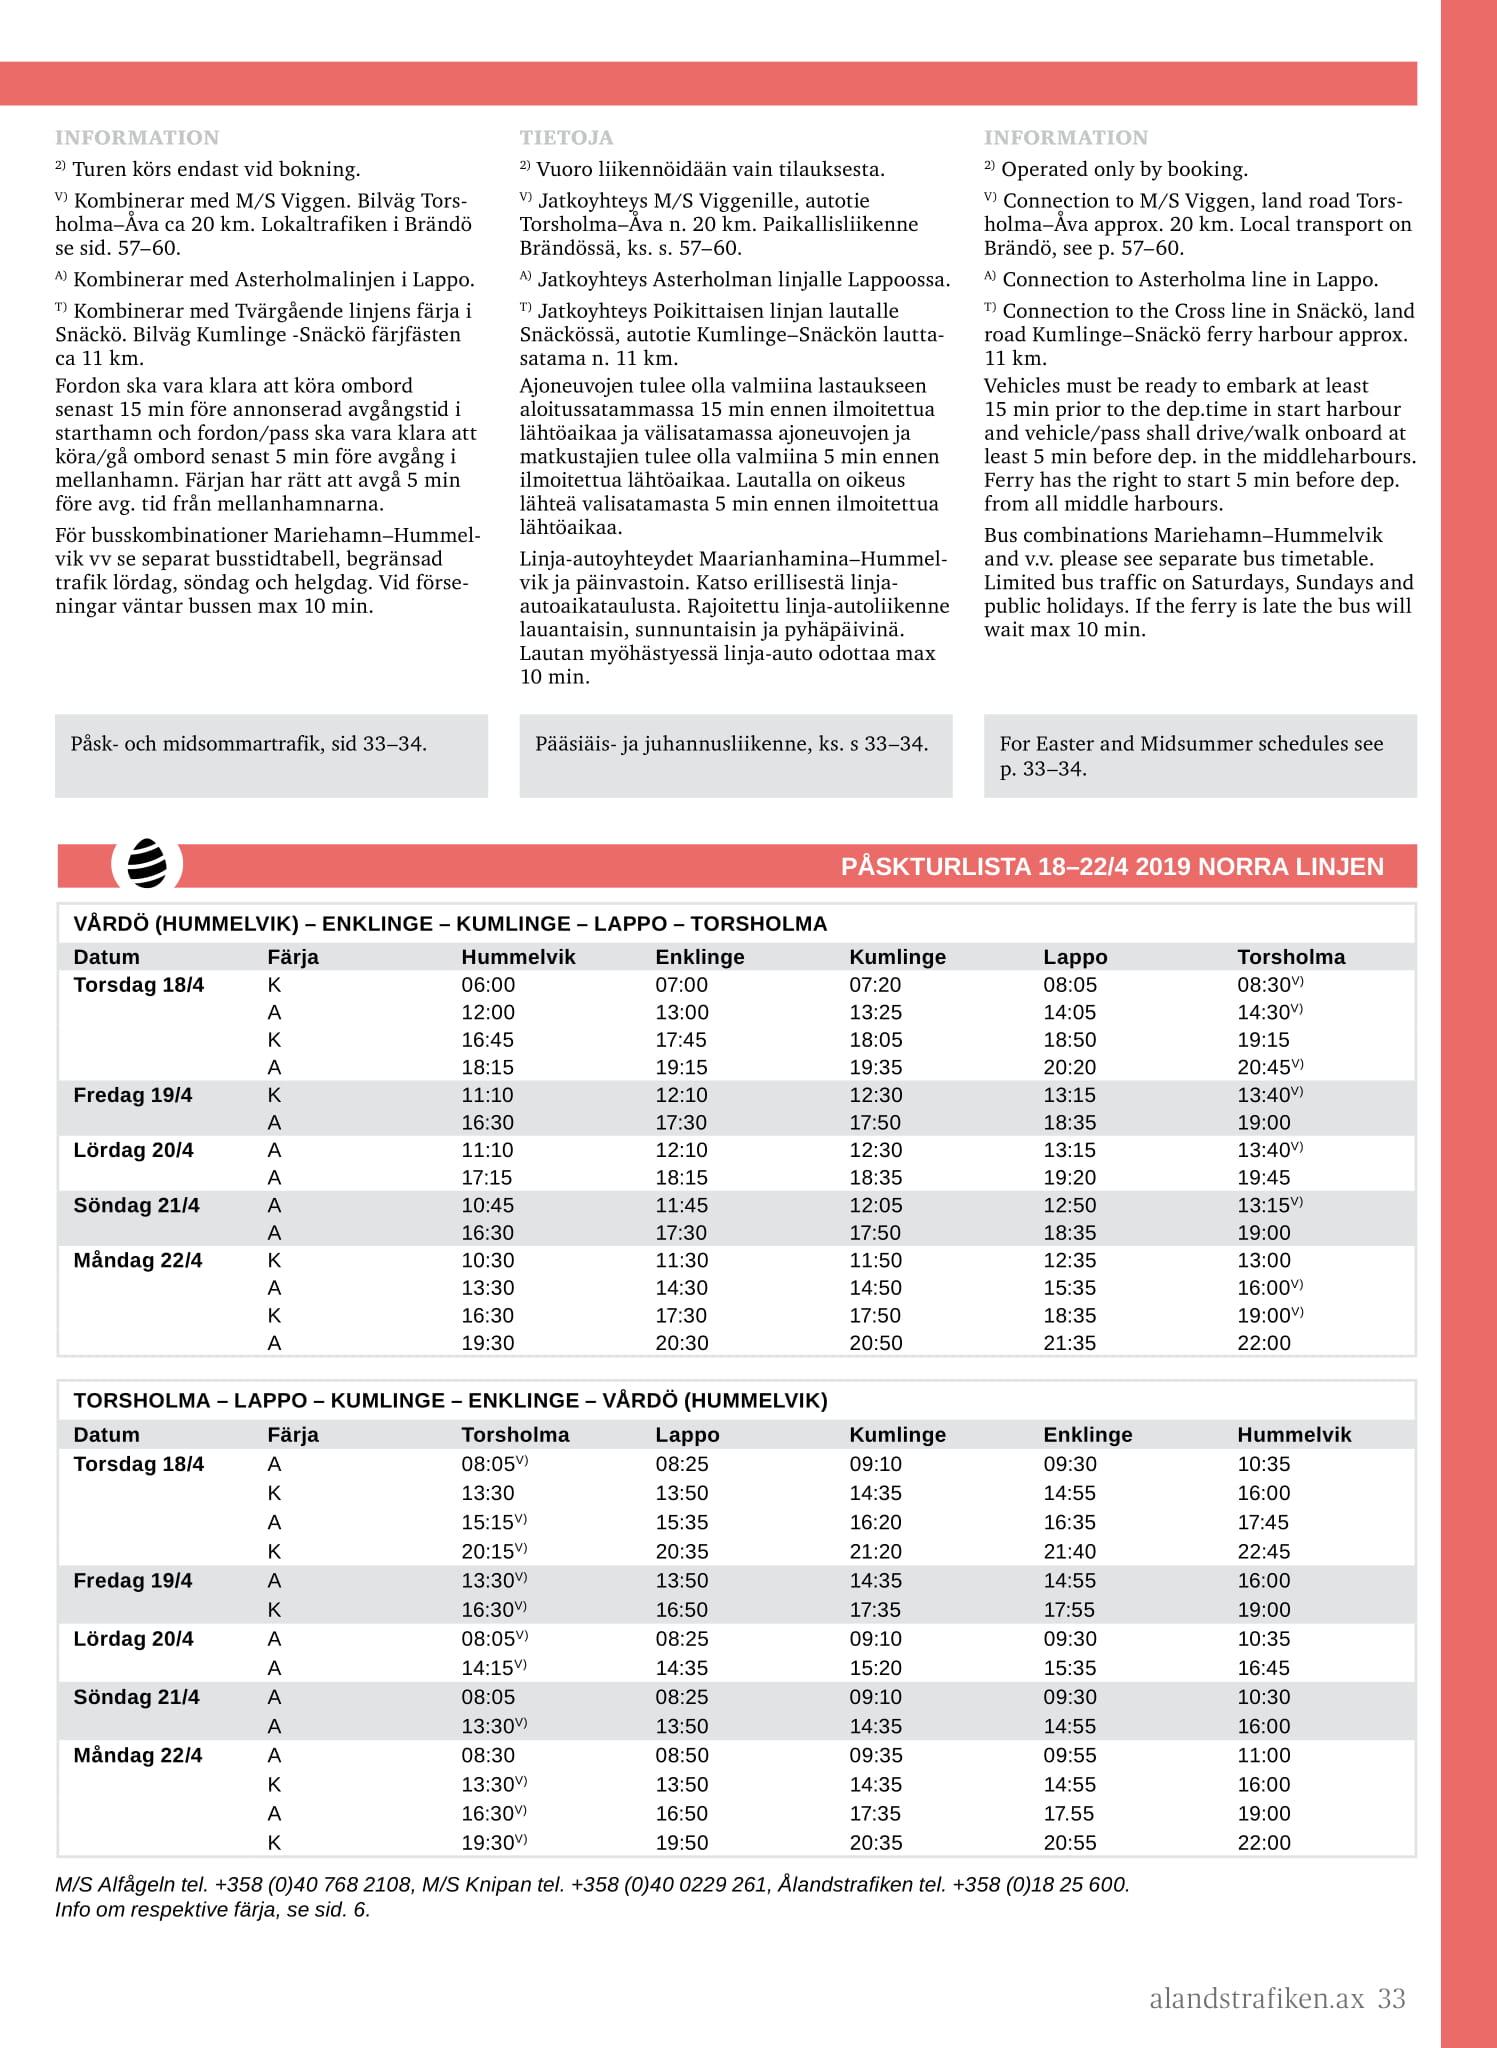 INFORMATION
2) Turen körs endast vid bokning.
V) Kombinerar med M/S Viggen. Bilväg Tors-
holma–Åva ca 20 km. Lokaltrafiken i Brändö
se sid. 57–60.
A) Kombinerar med Asterholmalinjen i Lappo.
T) Kombinerar med Tvärgående linjens färja i
Snäckö. Bilväg Kumlinge -Snäckö färjfästen
ca 11 km.
Fordon ska vara klara att köra ombord
senast 15 min före annonserad avgångstid i
starthamn och fordon/pass ska vara klara att
köra/gå ombord senast 5 min före avgång i
mellanhamn. Färjan har rätt att avgå 5 min
före avg. tid från mellanhamnarna.
För busskombinationer Mariehamn–Hummel-
vik vv se separat busstidtabell, begränsad
trafik lördag, söndag och helgdag. Vid förse-
ningar väntar bussen max 10 min.
TIETOJA
2) Vuoro liikennöidään vain tilauksesta.
V) Jatkoyhteys M/S Viggenille, autotie
Torsholma–Åva n. 20 km. Paikallisliikenne
Brändössä, ks. s. 57–60.
A) Jatkoyhteys Asterholman linjalle Lappoossa.
T) Jatkoyhteys Poikittaisen linjan lautalle
Snäckössä, autotie Kumlinge–Snäckön lautta-
satama n. 11 km.
Ajoneuvojen tulee olla valmiina lastaukseen
aloitussatammassa 15 min ennen ilmoitettua
lähtöaikaa ja välisatamassa ajoneuvojen ja
matkustajien tulee olla valmiina 5 min ennen
ilmoitettua lähtöaikaa. Lautalla on oikeus
lähteä valisatamasta 5 min ennen ilmoitettua
lähtöaikaa.
Linja-autoyhteydet Maarianhamina–Hummel-
vik ja päinvastoin. Katso erillisestä linja-
autoaikataulusta. Rajoitettu linja-autoliikenne
lauantaisin, sunnuntaisin ja pyhäpäivinä.
Lautan myöhästyessä linja-auto odottaa max
10 min.
INFORMATION
2) Operated only by booking.
V) Connection to M/S Viggen, land road Tors-
holma–Åva approx. 20 km. Local transport on
Brändö, see p. 57–60.
A) Connection to Asterholma line in Lappo.
T) Connection to the Cross line in Snäckö, land
road Kumlinge–Snäckö ferry harbour approx.
11 km.
Vehicles must be ready to embark at least
15 min prior to the dep.time in start harbour
and vehicle/pass shall drive/walk onboard at
least 5 min before dep. in the middleharbours.
Ferry has the right to start 5 min before dep.
from all middle harbours.
Bus combinations Mariehamn–Hummelvik
and v.v. please see separate bus timetable.
Limited bus traffic on Saturdays, Sundays and
public holidays. If the ferry is late the bus will
wait max 10 min.
Påsk- och midsommartrafik, sid 33–34.
Pääsiäis- ja juhannusliikenne, ks. s 33–34.
For Easter and Midsummer schedules see
p. 33–34.
PÅSKTURLISTA 18–22/4 2019 NORRA LINJEN
VÅRDÖ (HUMMELVIK) – ENKLINGE – KUMLINGE – LAPPO – TORSHOLMA
Datum Färja Hummelvik Enklinge Kumlinge Lappo Torsholma
Torsdag 18/4 K 06:00 07:00 07:20 08:05 08:30V)
A 12:00 13:00 13:25 14:05 14:30V)
K 16:45 17:45 18:05 18:50 19:15
A 18:15 19:15 19:35 20:20 20:45V)
Fredag 19/4 K 11:10 12:10 12:30 13:15 13:40V)
A 16:30 17:30 17:50 18:35 19:00
Lördag 20/4 A 11:10 12:10 12:30 13:15 13:40V)
A 17:15 18:15 18:35 19:20 19:45
Söndag 21/4 A 10:45 11:45 12:05 12:50 13:15V)
A 16:30 17:30 17:50 18:35 19:00
Måndag 22/4 K 10:30 11:30 11:50 12:35 13:00
A 13:30 14:30 14:50 15:35 16:00V)
K 16:30 17:30 17:50 18:35 19:00V)
A 19:30 20:30 20:50 21:35 22:00
TORSHOLMA – LAPPO – KUMLINGE – ENKLINGE – VÅRDÖ (HUMMELVIK)
Datum Färja Torsholma Lappo Kumlinge Enklinge Hummelvik
Torsdag 18/4 A 08:05V) 08:25 09:10 09:30 10:35
K 13:30 13:50 14:35 14:55 16:00
A 15:15V) 15:35 16:20 16:35 17:45
K 20:15V) 20:35 21:20 21:40 22:45
Fredag 19/4 A 13:30V) 13:50 14:35 14:55 16:00
K 16:30V) 16:50 17:35 17:55 19:00
Lördag 20/4 A 08:05V) 08:25 09:10 09:30 10:35
A 14:15V) 14:35 15:20 15:35 16:45
Söndag 21/4 A 08:05 08:25 09:10 09:30 10:30
A 13:30V) 13:50 14:35 14:55 16:00
Måndag 22/4 A 08:30 08:50 09:35 09:55 11:00
K 13:30V) 13:50 14:35 14:55 16:00
A 16:30V) 16:50 17:35 17.55 19:00
K 19:30V) 19:50 20:35 20:55 22:00
M/S Alfågeln tel. +358 (0)40 768 2108, M/S Knipan tel. +358 (0)40 0229 261, Ålandstrafiken tel. +358 (0)18 25 600.
Info om respektive färja, se sid. 6.
alandstrafiken.ax 33